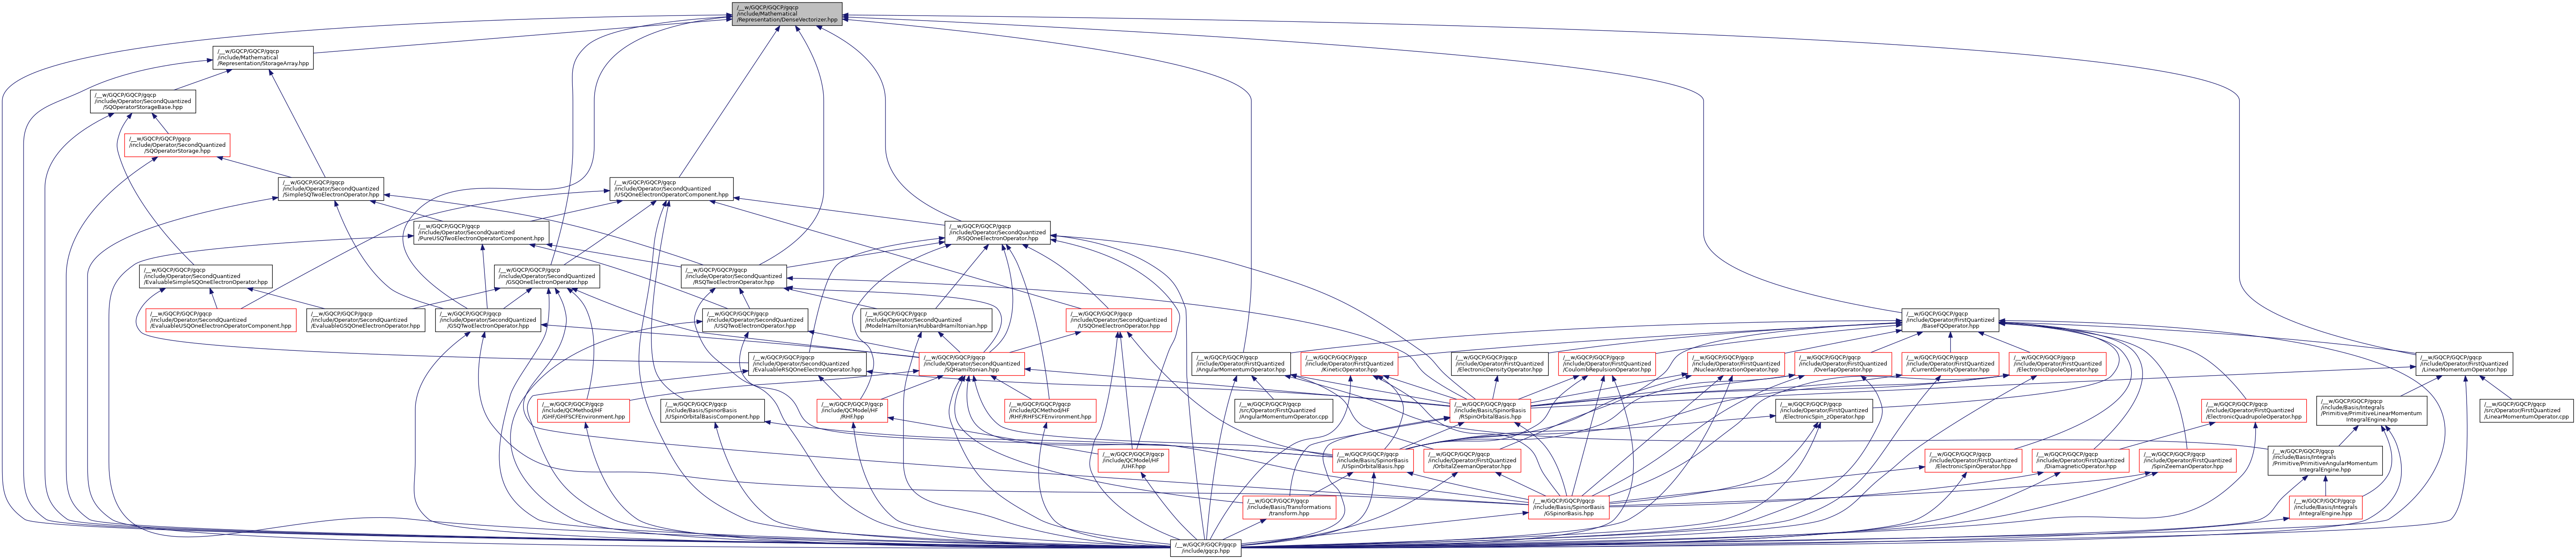 /__w/GQCP/GQCP/gqcp
/include/Mathematical
/Representation/DenseVectorizer.hpp
/__w/GQCP/GQCP/gqcp
/include/Mathematical
/Representation/StorageArray.hpp
/__w/GQCP/GQCP/gqcp
/include/Operator/SecondQuantized
/SQOperatorStorageBase.hpp
/__w/GQCP/GQCP/gqcp
/include/Operator/SecondQuantized
/SQOperatorStorage.hpp
/__w/GQCP/GQCP/gqcp
/include/Operator/SecondQuantized
/SimpleSQTwoElectronOperator.hpp
/__w/GQCP/GQCP/gqcp
/include/Operator/SecondQuantized
/USQOneElectronOperatorComponent.hpp
/__w/GQCP/GQCP/gqcp
/include/Operator/SecondQuantized
/PureUSQTwoElectronOperatorComponent.hpp
/__w/GQCP/GQCP/gqcp
/include/Operator/SecondQuantized
/RSQOneElectronOperator.hpp
/__w/GQCP/GQCP/gqcp
/include/Operator/SecondQuantized
/EvaluableSimpleSQOneElectronOperator.hpp
/__w/GQCP/GQCP/gqcp
/include/Operator/SecondQuantized
/GSQOneElectronOperator.hpp
/__w/GQCP/GQCP/gqcp
/include/Operator/SecondQuantized
/RSQTwoElectronOperator.hpp
/__w/GQCP/GQCP/gqcp
/include/Operator/SecondQuantized
/EvaluableUSQOneElectronOperatorComponent.hpp
/__w/GQCP/GQCP/gqcp
/include/Operator/SecondQuantized
/EvaluableGSQOneElectronOperator.hpp
/__w/GQCP/GQCP/gqcp
/include/Operator/SecondQuantized
/GSQTwoElectronOperator.hpp
/__w/GQCP/GQCP/gqcp
/include/Operator/SecondQuantized
/USQTwoElectronOperator.hpp
/__w/GQCP/GQCP/gqcp
/include/Operator/SecondQuantized
/ModelHamiltonian/HubbardHamiltonian.hpp
/__w/GQCP/GQCP/gqcp
/include/Operator/SecondQuantized
/USQOneElectronOperator.hpp
/__w/GQCP/GQCP/gqcp
/include/Operator/FirstQuantized
/BaseFQOperator.hpp
/__w/GQCP/GQCP/gqcp
/include/Operator/SecondQuantized
/EvaluableRSQOneElectronOperator.hpp
/__w/GQCP/GQCP/gqcp
/include/Operator/SecondQuantized
/SQHamiltonian.hpp
/__w/GQCP/GQCP/gqcp
/include/Operator/FirstQuantized
/AngularMomentumOperator.hpp
/__w/GQCP/GQCP/gqcp
/include/Operator/FirstQuantized
/KineticOperator.hpp
/__w/GQCP/GQCP/gqcp
/include/Operator/FirstQuantized
/ElectronicDensityOperator.hpp
/__w/GQCP/GQCP/gqcp
/include/Operator/FirstQuantized
/CoulombRepulsionOperator.hpp
/__w/GQCP/GQCP/gqcp
/include/Operator/FirstQuantized
/NuclearAttractionOperator.hpp
/__w/GQCP/GQCP/gqcp
/include/Operator/FirstQuantized
/OverlapOperator.hpp
/__w/GQCP/GQCP/gqcp
/include/Operator/FirstQuantized
/CurrentDensityOperator.hpp
/__w/GQCP/GQCP/gqcp
/include/Operator/FirstQuantized
/ElectronicDipoleOperator.hpp
/__w/GQCP/GQCP/gqcp
/include/Operator/FirstQuantized
/LinearMomentumOperator.hpp
/__w/GQCP/GQCP/gqcp
/include/QCMethod/HF
/GHF/GHFSCFEnvironment.hpp
/__w/GQCP/GQCP/gqcp
/include/Basis/SpinorBasis
/USpinOrbitalBasisComponent.hpp
/__w/GQCP/GQCP/gqcp
/include/QCModel/HF
/RHF.hpp
/__w/GQCP/GQCP/gqcp
/include/QCMethod/HF
/RHF/RHFSCFEnvironment.hpp
/__w/GQCP/GQCP/gqcp
/src/Operator/FirstQuantized
/AngularMomentumOperator.cpp
/__w/GQCP/GQCP/gqcp
/include/Basis/SpinorBasis
/RSpinOrbitalBasis.hpp
/__w/GQCP/GQCP/gqcp
/include/Operator/FirstQuantized
/ElectronicSpin_zOperator.hpp
/__w/GQCP/GQCP/gqcp
/include/Operator/FirstQuantized
/ElectronicQuadrupoleOperator.hpp
/__w/GQCP/GQCP/gqcp
/include/Basis/Integrals
/Primitive/PrimitiveLinearMomentum
IntegralEngine.hpp
/__w/GQCP/GQCP/gqcp
/src/Operator/FirstQuantized
/LinearMomentumOperator.cpp
/__w/GQCP/GQCP/gqcp
/include/QCModel/HF
/UHF.hpp
/__w/GQCP/GQCP/gqcp
/include/Basis/SpinorBasis
/USpinOrbitalBasis.hpp
/__w/GQCP/GQCP/gqcp
/include/Operator/FirstQuantized
/OrbitalZeemanOperator.hpp
/__w/GQCP/GQCP/gqcp
/include/Operator/FirstQuantized
/ElectronicSpinOperator.hpp
/__w/GQCP/GQCP/gqcp
/include/Operator/FirstQuantized
/DiamagneticOperator.hpp
/__w/GQCP/GQCP/gqcp
/include/Operator/FirstQuantized
/SpinZeemanOperator.hpp
/__w/GQCP/GQCP/gqcp
/include/Basis/Integrals
/Primitive/PrimitiveAngularMomentum
IntegralEngine.hpp
/__w/GQCP/GQCP/gqcp
/include/Basis/Transformations
/transform.hpp
/__w/GQCP/GQCP/gqcp
/include/Basis/SpinorBasis
/GSpinorBasis.hpp
/__w/GQCP/GQCP/gqcp
/include/Basis/Integrals
/IntegralEngine.hpp
/__w/GQCP/GQCP/gqcp
/include/gqcp.hpp